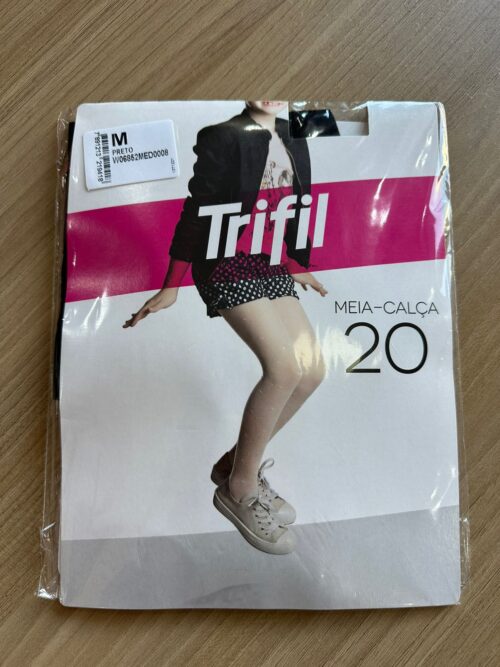 M
PRETO
W06852MED0008
Trifil
MEIA-CALÇA
20